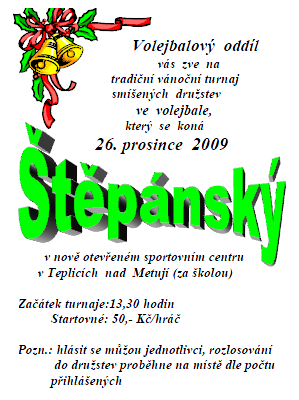 Volejbalový oddíl
vás zve na
tradiční vánoční turnaj
smíšených družstev
ve volejbale,
který se koná
26. prosince 2009
Štěpánský
v nově otevřeném sportovním centru
v Teplicích nad Metují (za školou)
Začátek turnaje:13,30 hodin
Startovné: 50,- Kč/hráč
Pozn.: hlásit se můžou jednotlivci, rozlosování
do družstev proběhne na místě dle počtu
přihlášených